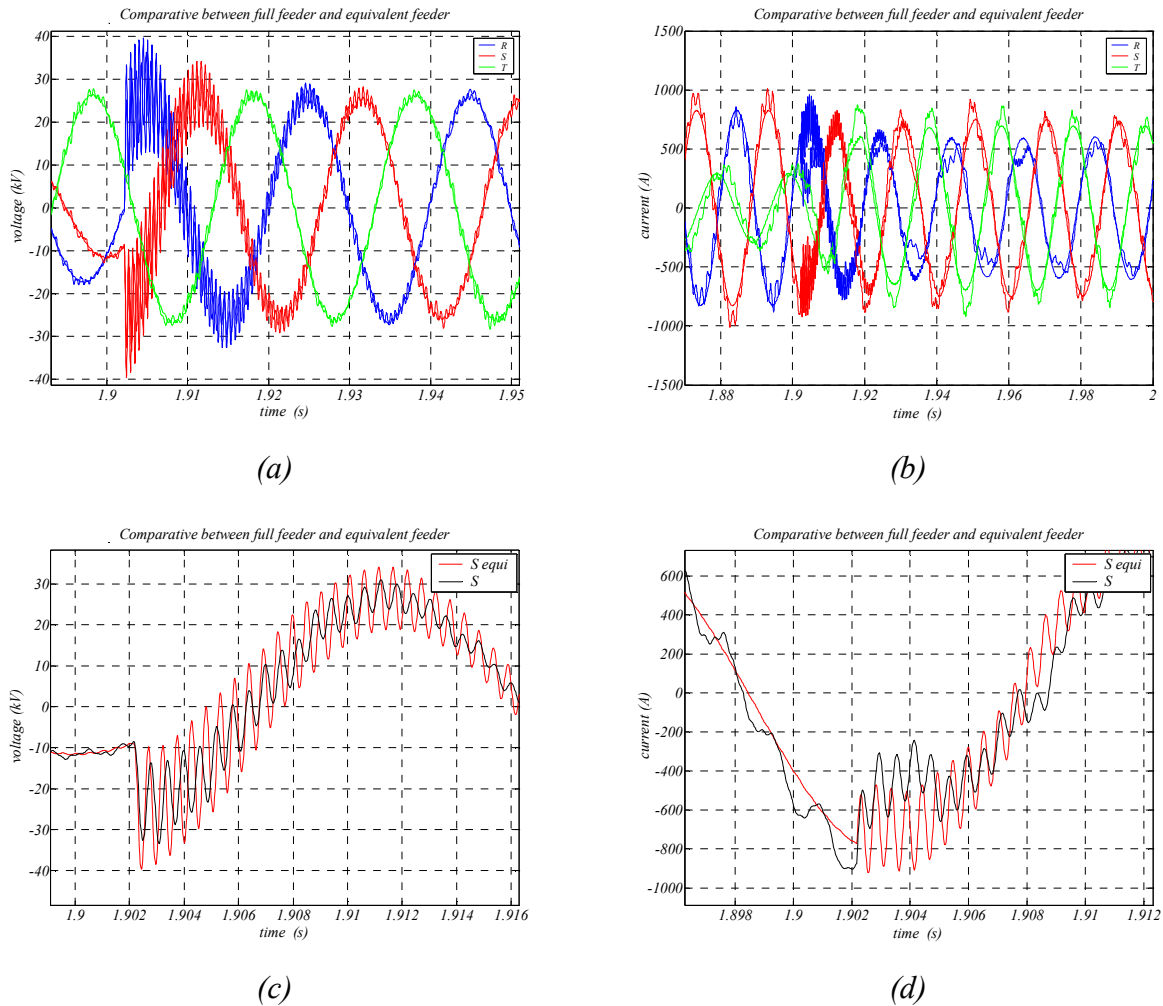 Comparative between full feeder and equivalent feeder
voltage (kV)
40
30
20
10
0
-10
-20
-30
-40
R
S
T
1.9
1.91
1.92
1.93
1.94
1.95
time (s)
(a)
Comparative between full feeder and equivalent feeder
current (A)
1500
1000
500
0
-500
-1000
-1500
R
S
T
1.88
1.9
1.92
1.94
1.96
1.98
2
time (s)
(b)
Comparative between full feeder and equivalent feeder
voltage (kV)
30
20
10
0
-10
-20
-30
-40
S equi
S
1.9
1.902
1.904
1.906
1.908
1.91
1.912
1.914
1.916
time (s)
(c)
Comparative between full feeder and equivalent feeder
current (A)
600
400
200
0
-200
-400
-600
-800
-1000
S equi
S
1.898
1.9
1.902
1.904
1.906
1.908
1.91
1.912
time (s)
(d)